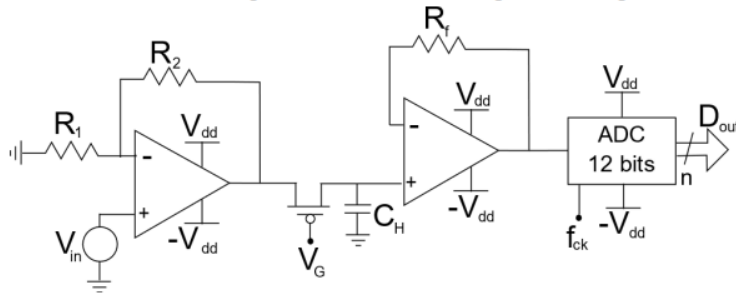 R1
R2
Vdd
-
+
-Vdd
Vin
VG
CH
Rf
Vdd
-
+
-Vdd
Vdd
ADC
12 bits
Dout
n
fck
-Vdd